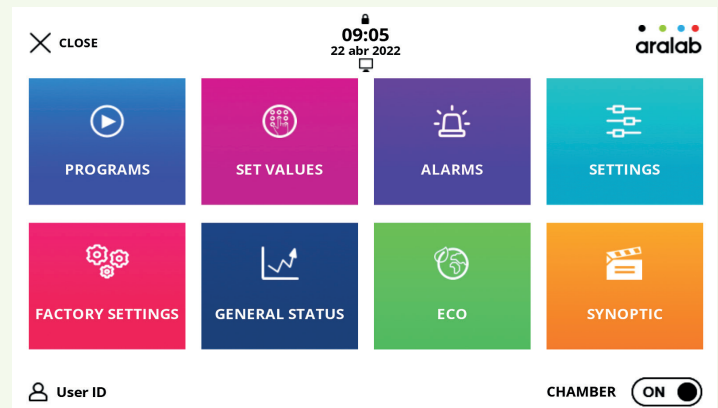 CLOSE
09:05
22 abr 2022
aralab
PROGRAMS
SET VALUES
ALARMS
SETTINGS
FACTORY SETTINGS
GENERAL STATUS
ECO
SYNOPTIC
User ID
CHAMBER
ON